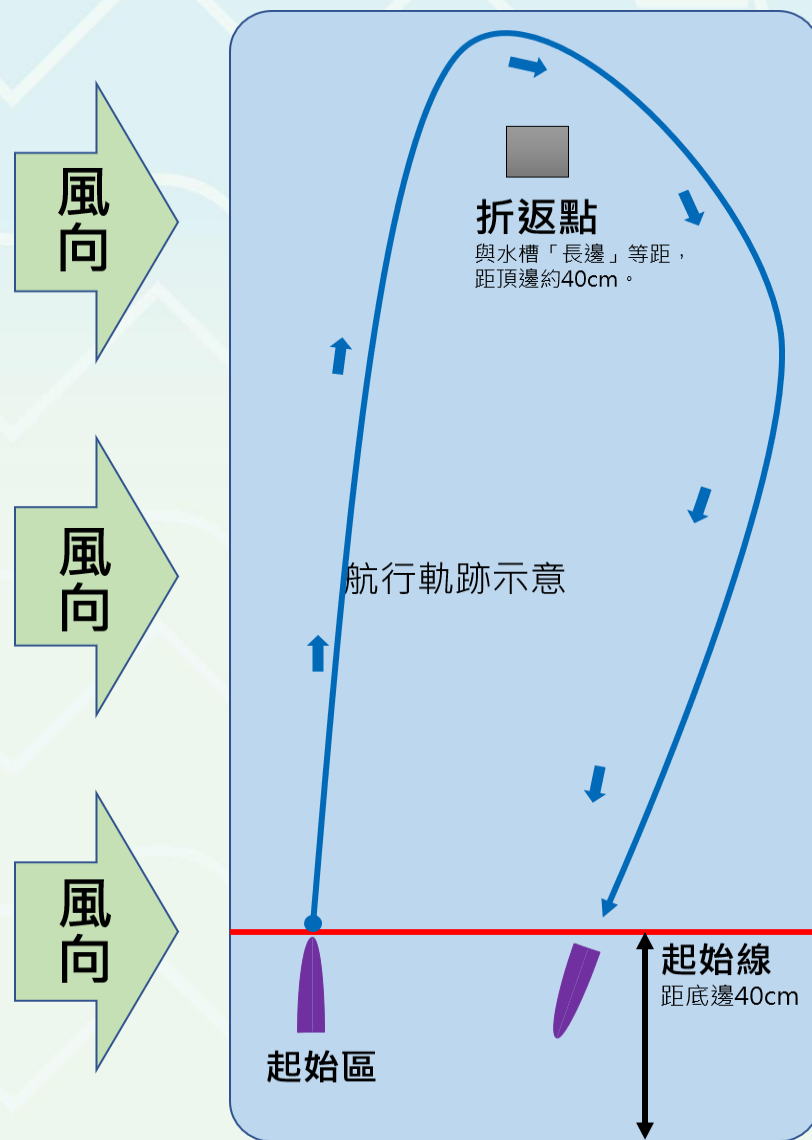 風向
折返點
與水槽「長邊」等距，
距頂邊約40cm。
風向
航行軌跡示意
風向
起始線
距底邊40cm
起始區